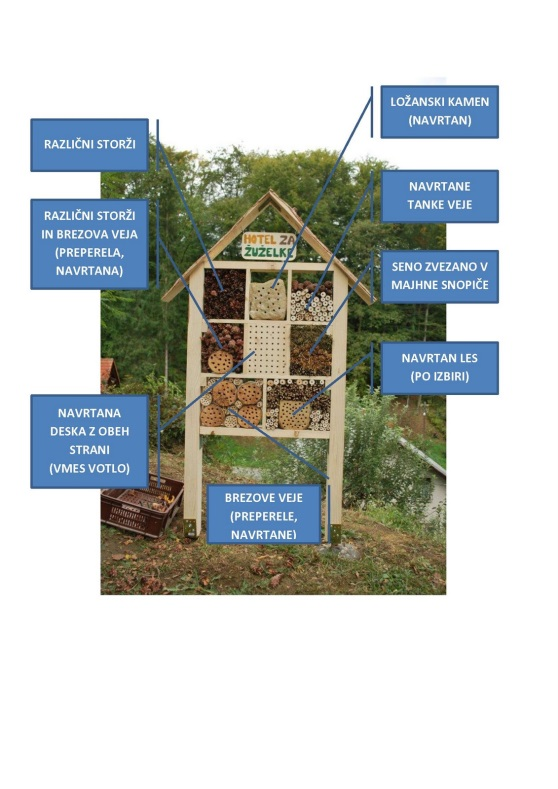 LOŽANSKI KAMEN
(NAVRTAN)
RAZLIČNI STORŽI
NAVRTANE
TANKE VEJE
RAZLIČNI STORŽI
IN BREZOVA VEJA
(PREPERELA,
NAVRTANA)
HOTEL ZA
ŽUŽELKE
SENO ZVEZANO V
MAJHNE SNOPIČE
NAVRTAN LES
(PO IZBIRI)
NAVRTANA
DESKA Z OBEH
STRANI
(VMES VOTLO)
BREZOVE VEJE
(PREPERELE,
NAVRTANE)